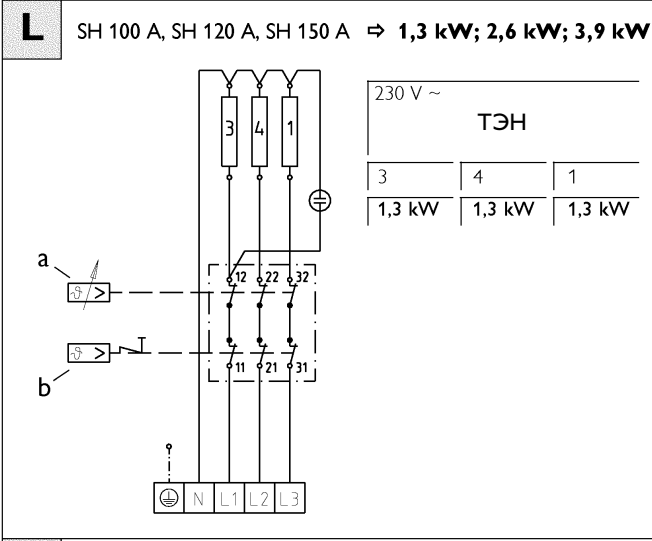 L SH 100 A, SH 120 A, SH 150 A ⇨ 1,3 kW; 2,6 kW; 3,9 kW
230 V ~
ТЭН
3 4 1
3 4 1
1,3 kW 1,3 kW 1,3 kW
a
12 22 32
ϑ >
ϑ >
b
11 21 31
N L1 L2 L3